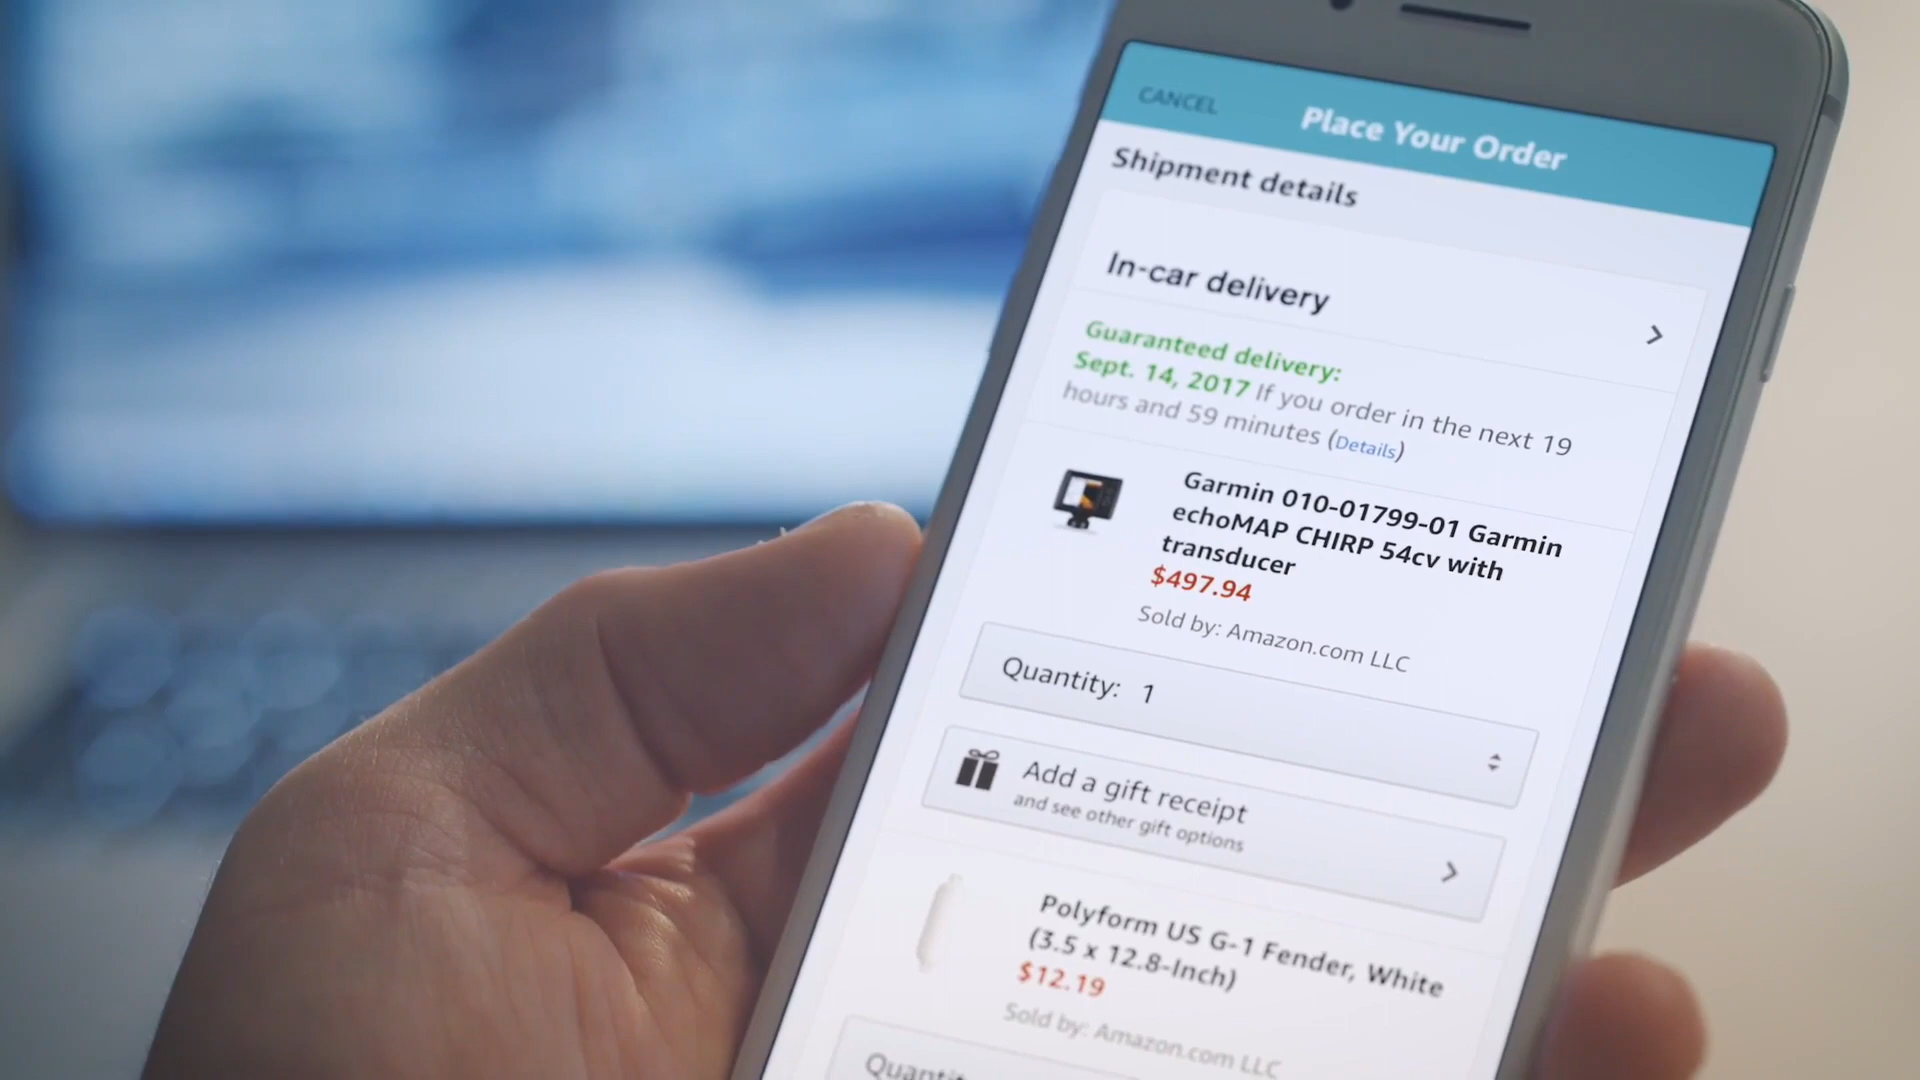 CANCEL
Place Your Order
Shipment details
In-car delivery
Guaranteed delivery:
Sept. 14, 2017 If you order in the next 19
hours and 59 minutes (Details)
Garmin 010-01799-01 Garmin
echoMAP CHIRP 54cv with
transducer
$497.94
Sold by: Amazon.com LLC
Quantity: 1
Add a gift receipt
and see other gift options
Polyform US G-1 Fender, White
(3.5 x 12.8-Inch)
$12.19
Sold by: Amazon.com LLC